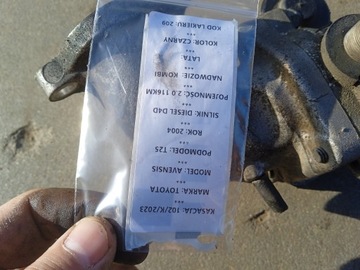 KASACJA: 102/K/2023
***
MARKA: TOYOTA
***
MODEL: AVENSIS
***
PODMODEL: T25
***
ROK: 2004
***
SILNIK: DIESEL D4D
***
POJEMNOŚĆ: 2.0 116KM
***
NADWOZIE: KOMBI
***
LATA:
***
KOLOR: CZARNY
***
KOD LAKIERU: 209